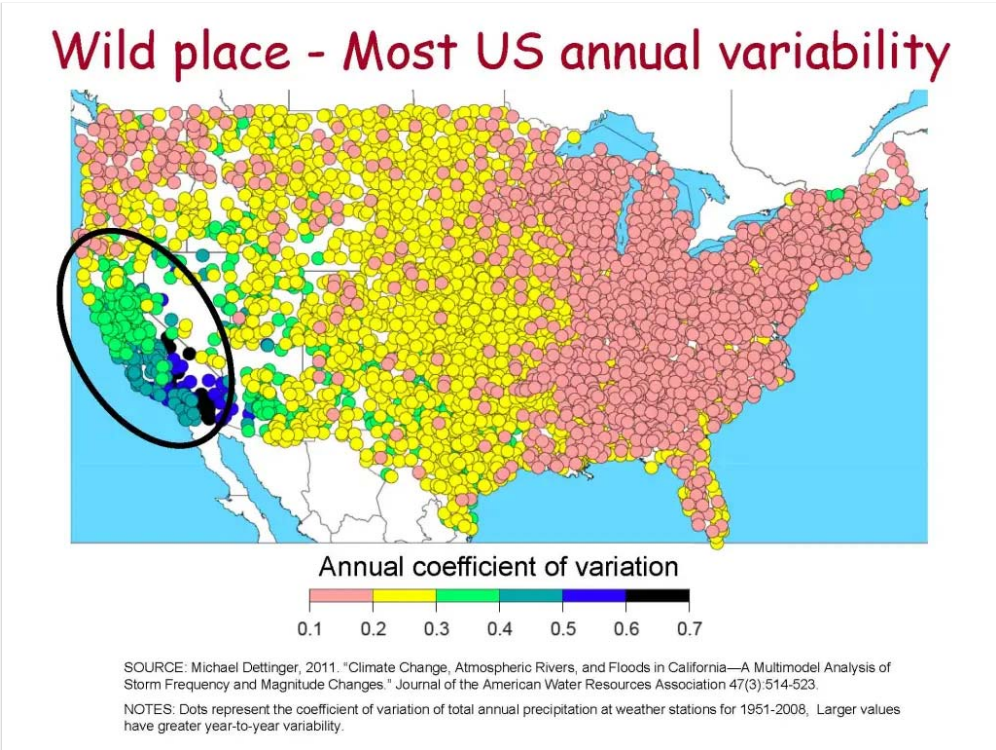 Wild place - Most US annual variability
Annual coefficient of variation
0.1 0.2 0.3 0.4 0.5 0.6 0.7
SOURCE: Michael Dettinger, 2011. “Climate Change, Atmospheric Rivers, and Floods in California—A Multimodel Analysis of
Storm Frequency and Magnitude Changes.” Journal of the American Water Resources Association 47(3):514-523.
NOTES: Dots represent the coefficient of variation of total annual precipitation at weather stations for 1951-2008, Larger values
have greater year-to-year variability.